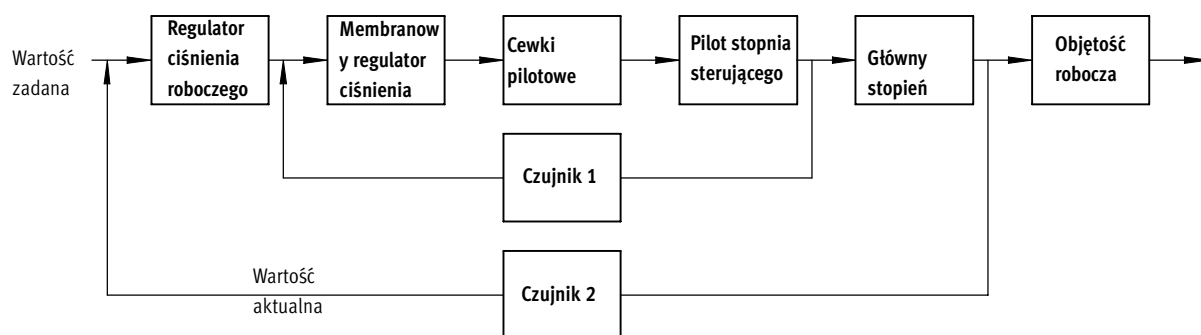 Wartość
zadana
Regulator
ciśnienia
roboczego
Membranow
y regulator
ciśnienia
Cewki
pilotowe
Pilot stopnia
sterującego
Główny
stopień
Objętość
robocza
Czujnik 1
Wartość
aktualna
Czujnik 2